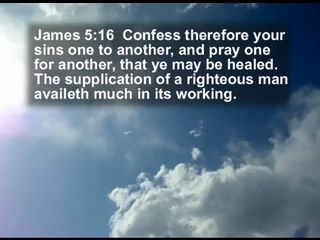 James 5:16  Confess therefore your
sins one to another, and pray one
for another, that ye may be healed.
The supplication of a righteous man
availeth much in its working.